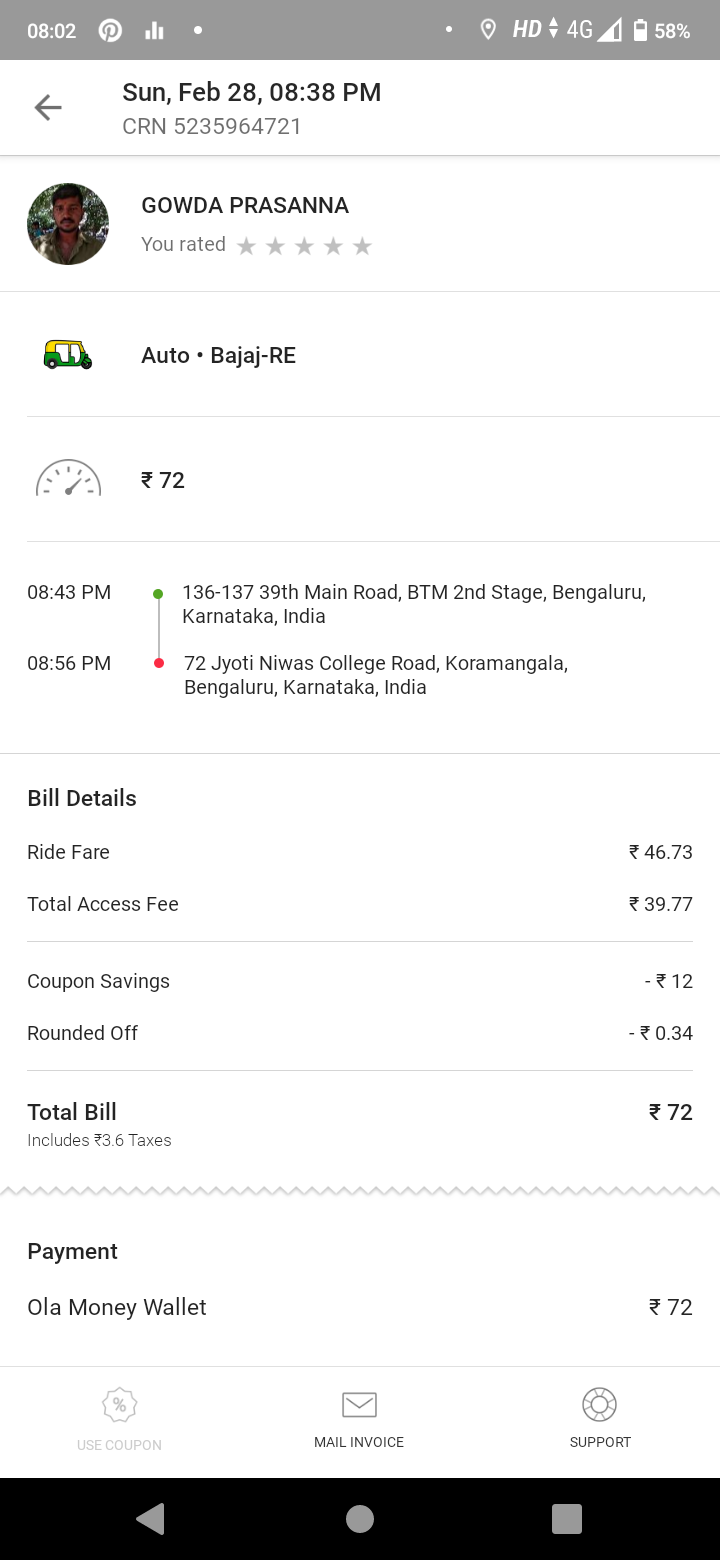 08:02
HD 4G 58%
Sun, Feb 28, 08:38 PM
CRN 5235964721
GOWDA PRASANNA
You rated
Auto • Bajaj-RE
₹ 72
08:43 PM 136-137 39th Main Road, BTM 2nd Stage, Bengaluru,
Karnataka, India
08:56 PM 72 Jyoti Niwas College Road, Koramangala,
Bengaluru, Karnataka, India
Bill Details
Ride Fare ₹ 46.73
Total Access Fee ₹ 39.77
Coupon Savings - ₹ 12
Rounded Off - ₹ 0.34
Total Bill ₹ 72
Includes ₹3.6 Taxes
Payment
Ola Money Wallet ₹ 72
%
USE COUPON MAIL INVOICE SUPPORT